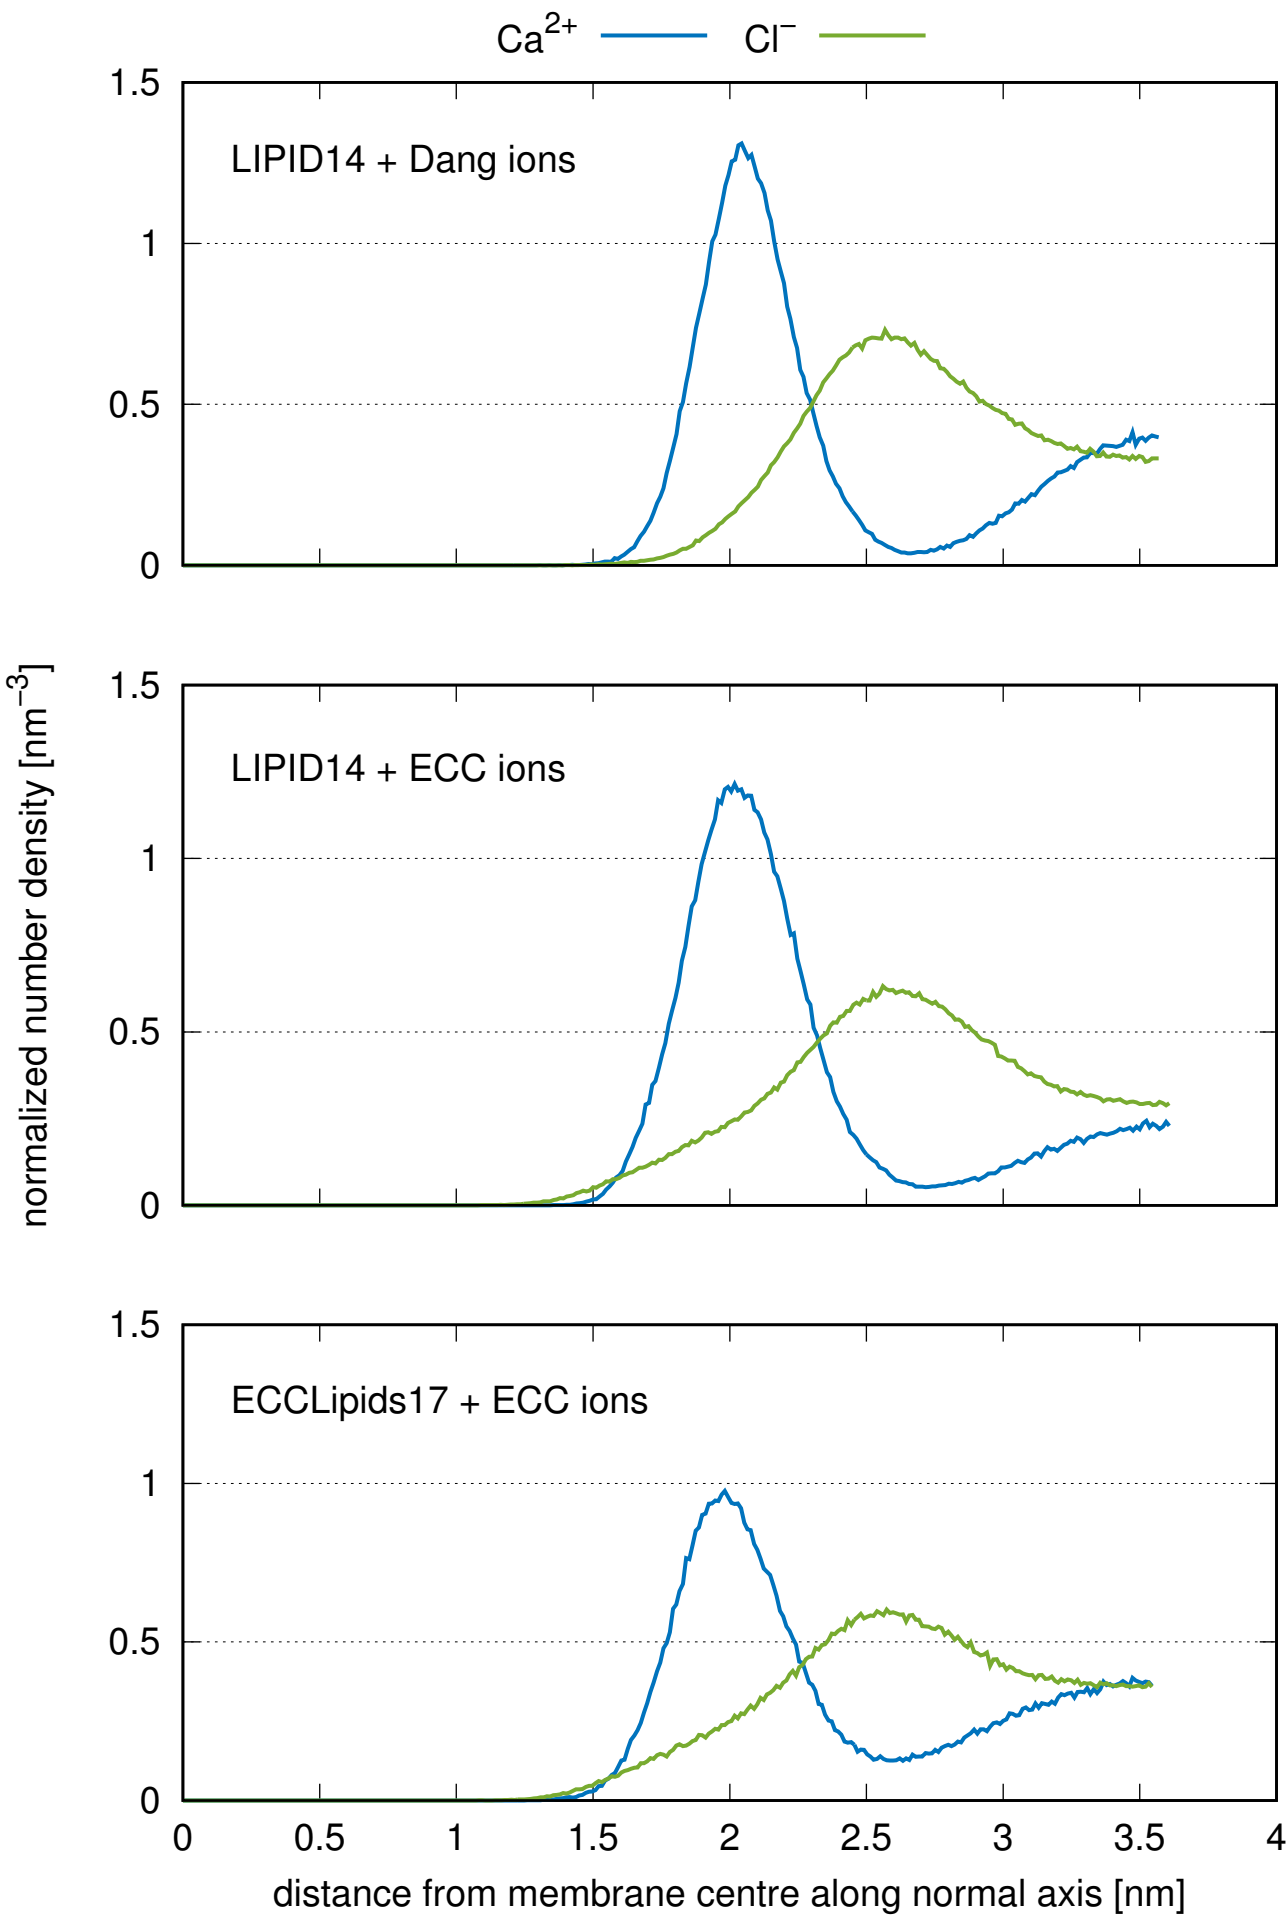 Ca²⁺ Cl⁻
1.5
LIPID14 + Dang ions
1
0.5
0
normalized number density [nm⁻³]
1.5
LIPID14 + ECC ions
1
0.5
0
1.5
ECCLipids17 + ECC ions
1
0.5
0
0 0.5 1 1.5 2 2.5 3 3.5 4
distance from membrane centre along normal axis [nm]